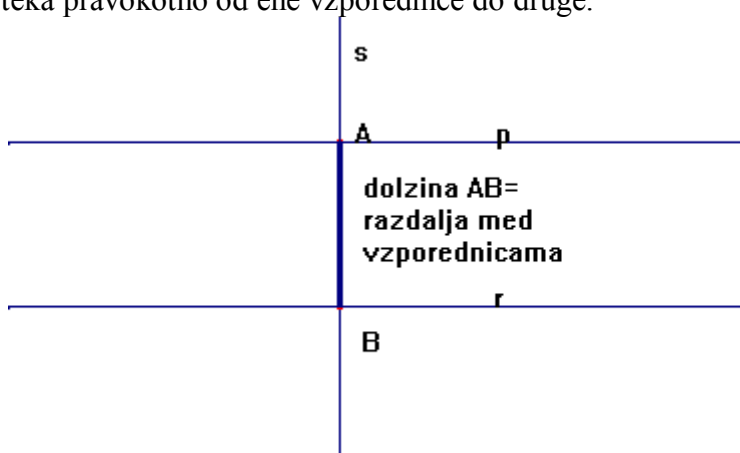 teka pravokotno od ene vzporednice do druge.
s
A p
dolzina AB=
razdalja med
vzporednicama
r
B